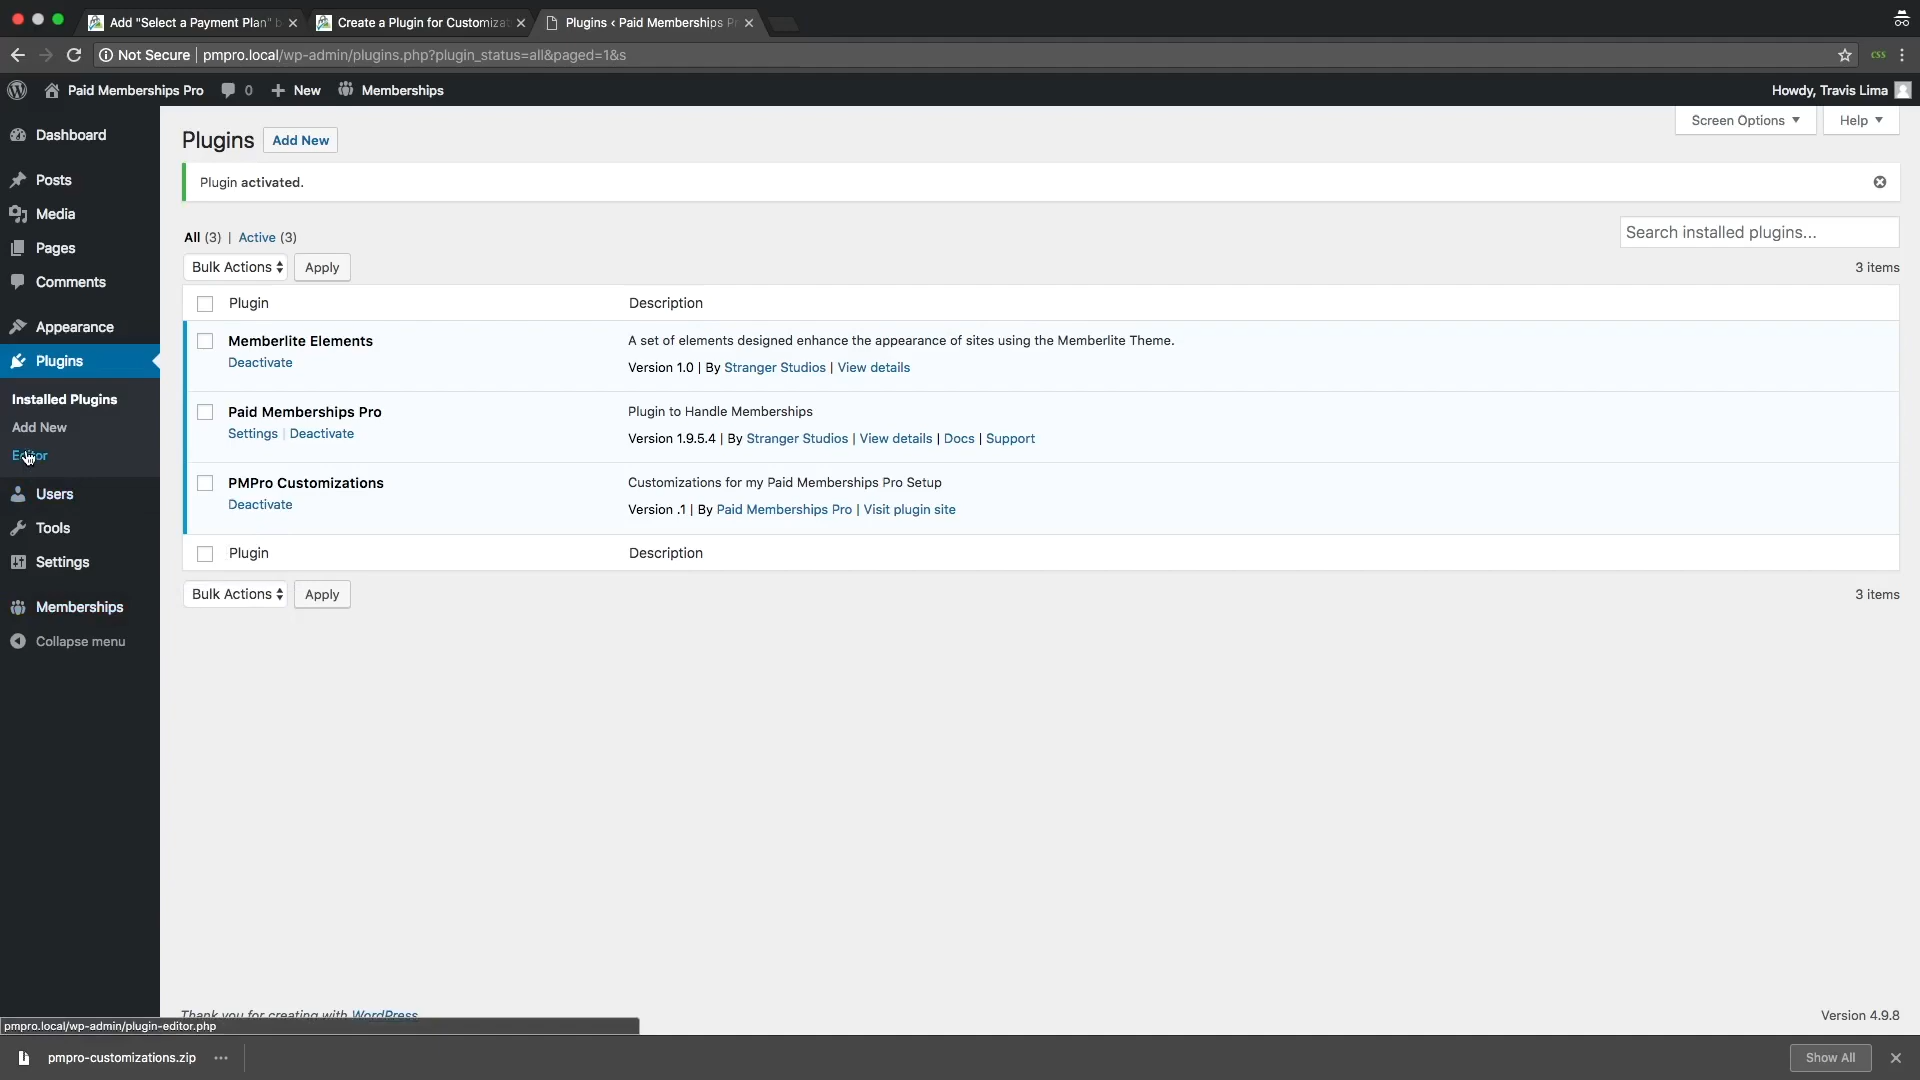 Add "Select a Payment Plan"
Create a Plugin for Customiza
Plugins < Paid Memberships P
Not Secure | pmpro.local/wp-admin/plugins.php?plugin_status=all&paged=1&s
css
Paid Memberships Pro
0
New
Memberships
Howdy, Travis Lima
Dashboard
Posts
Media
Pages
Comments
Appearance
Plugins
Installed Plugins
Add New
Editor
Users
Tools
Settings
Memberships
Collapse menu
Screen Options
Help
Plugins
Add New
Plugin activated.
All (3) | Active (3)
Search installed plugins...
Bulk Actions
Apply
3 items
Plugin
Description
Memberlite Elements
Deactivate
A set of elements designed enhance the appearance of sites using the Memberlite Theme.
Version 1.0 | By Stranger Studios | View details
Paid Memberships Pro
Settings | Deactivate
Plugin to Handle Memberships
Version 1.9.5.4 | By Stranger Studios | View details | Docs | Support
PMPro Customizations
Deactivate
Customizations for my Paid Memberships Pro Setup
Version .1 | By Paid Memberships Pro | Visit plugin site
Plugin
Description
Bulk Actions
Apply
3 items
Thank you for creating with WordPress
Version 4.9.8
pmpro.local/wp-admin/plugin-editor.php
pmpro-customizations.zip
Show All